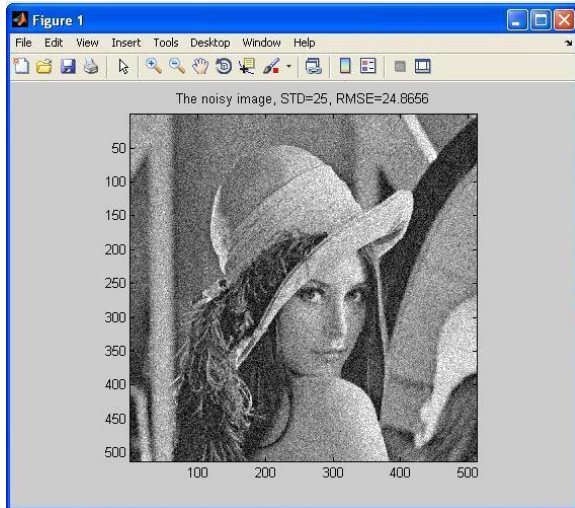 Figure 1
File Edit View Insert Tools Desktop Window Help
The noisy image, STD=25, RMSE=24.8656
50
100
150
200
250
300
350
400
450
500
100 200 300 400 500